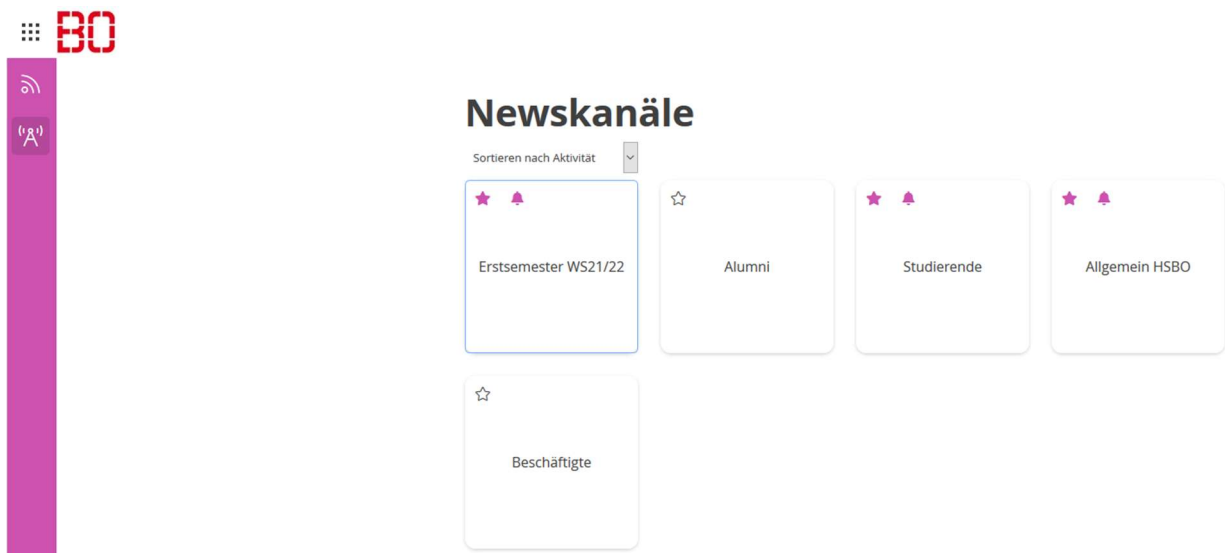 BO
Newskanäle
Sortieren nach Aktivität
Erstsemester WS21/22
Alumni
Studierende
Allgemein HSBO
Beschäftigte